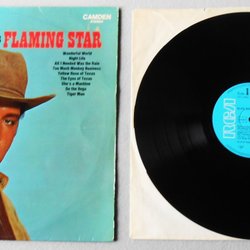 CAMDEN
STEREO
FLAMING STAR
Wonderful World
Night Life
All I Needed Was the Rain
Too Much Monkey Business
Yellow Rose of Texas
The Eyes of Texas
She's a Machine
Do the Vega
Tiger Man
RCA